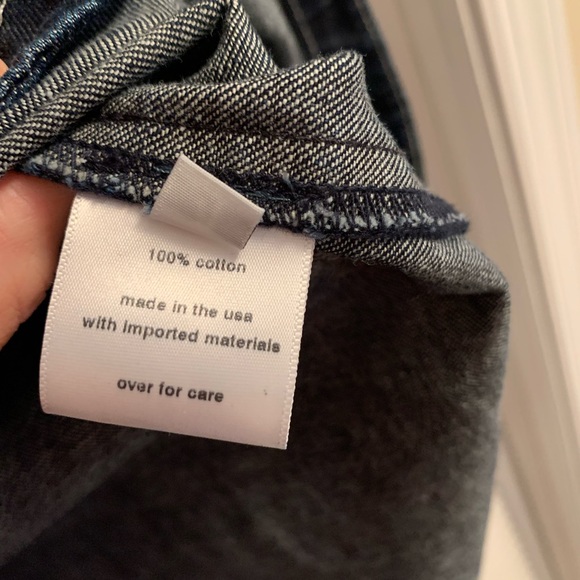 100% cotton
made in the usa
with imported materials
over for care